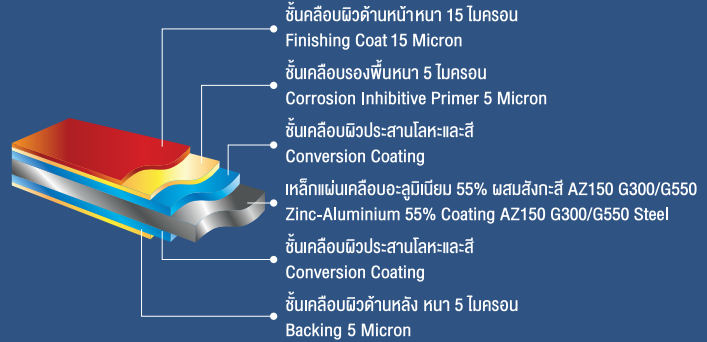 ชั้นเคลือบผิวด้านหน้าหนา 15 ไมครอน
Finishing Coat 15 Micron
ชั้นเคลือบรองพื้นหนา 5 ไมครอน
Corrosion Inhibitive Primer 5 Micron
ชั้นเคลือบผิวประสานโลหะและสี
Conversion Coating
เหล็กแผ่นเคลือบอะลูมิเนียม 55% ผสมสังกะสี AZ150 G300/G550
Zinc-Aluminium 55% Coating AZ150 G300/G550 Steel
ชั้นเคลือบผิวประสานโลหะและสี
Conversion Coating
ชั้นเคลือบผิวด้านหลัง หนา 5 ไมครอน
Backing 5 Micron